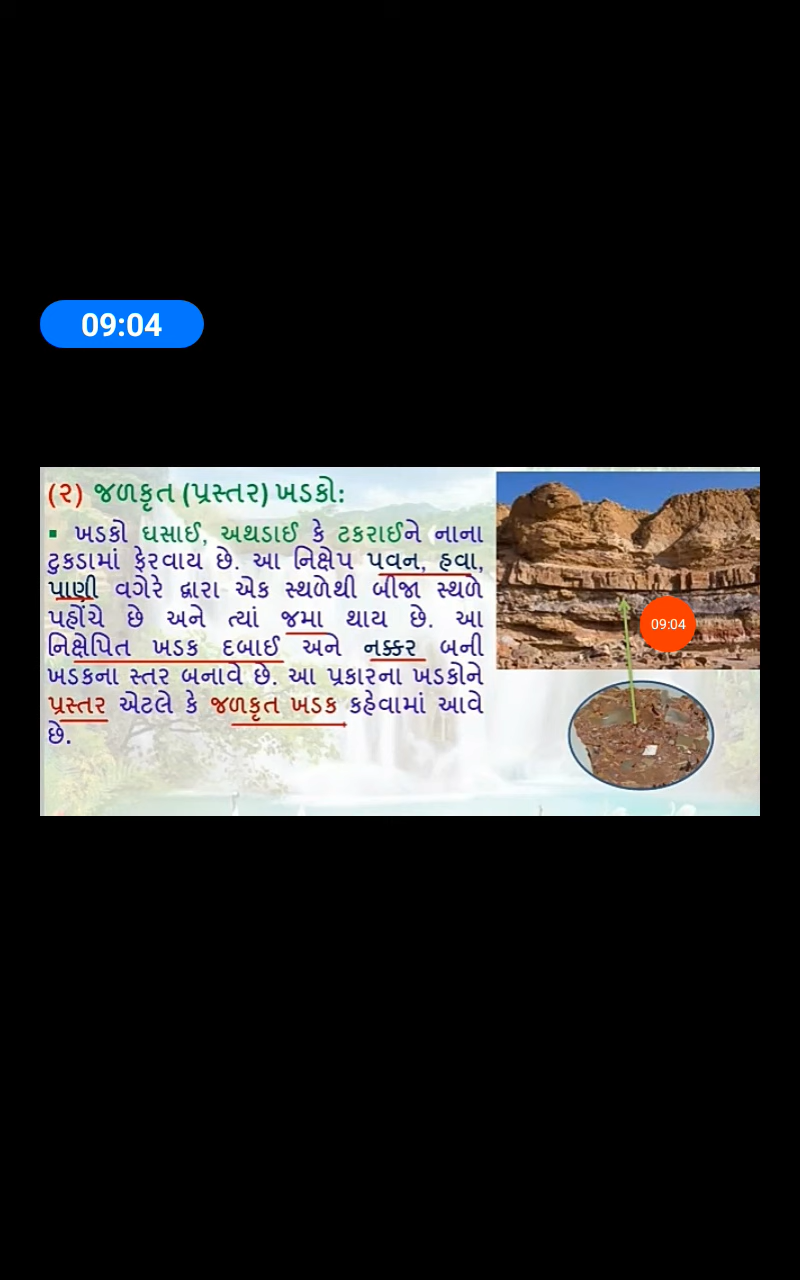 09:04
(૨) જળકૃત (પ્રસ્તર) ખડકો:
▪ ખડકો ઘસાઈ, અથડાઈ કે ટકરાઈને નાના
ટુકડામાં ફેરવાય છે. આ નિક્ષેપ પવન, હવા,
પાણી વગેરે દ્વારા એક સ્થળેથી બીજા સ્થળે
પહોંચે છે અને ત્યાં જમા થાય છે. આ
નિક્ષેપિત ખડક દબાઈ અને નક્કર બની
ખડકના સ્તર બનાવે છે. આ પ્રકારના ખડકોને
પ્રસ્તર એટલે કે જળકૃત ખડક કહેવામાં આવે
છે.
09:04